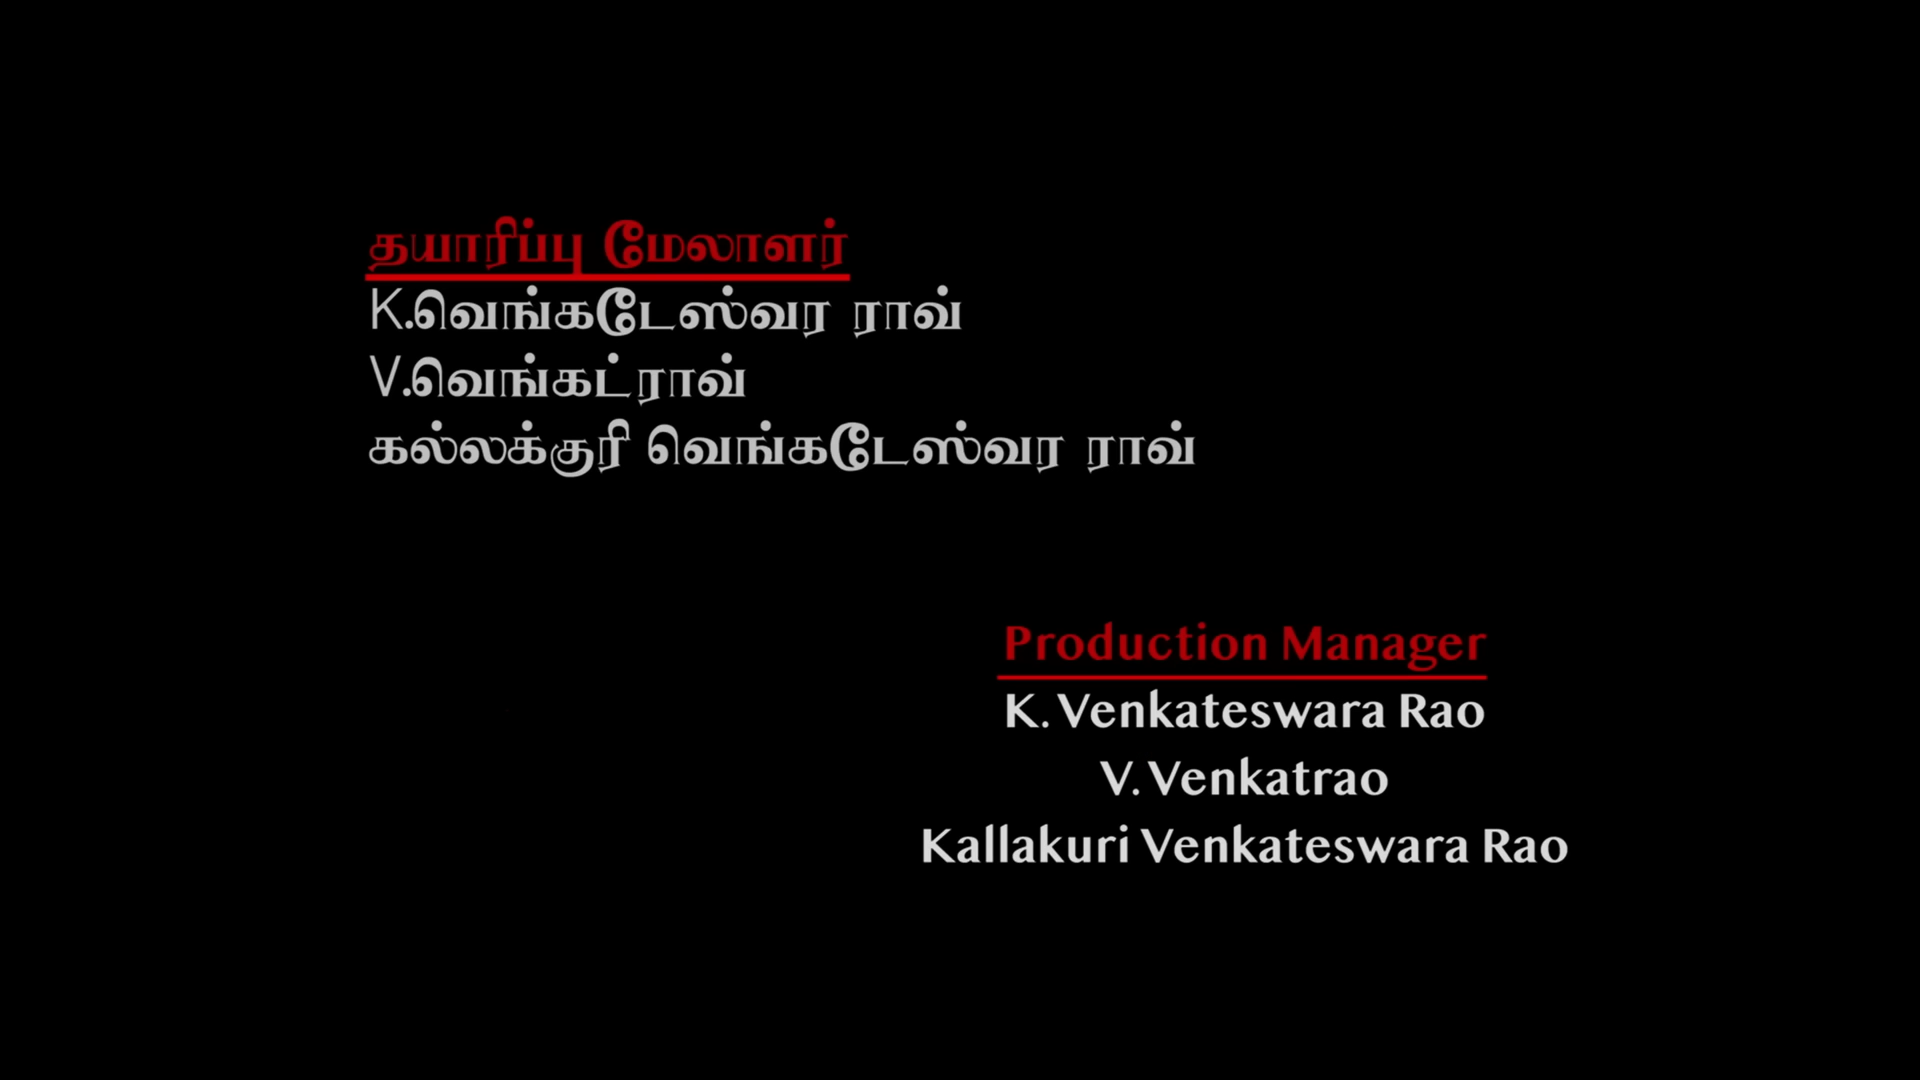 தயாரிப்பு மேலாளர்
K.வெங்கடேஸ்வர ராவ்
V.வெங்கட்ராவ்
கல்லக்குரி வெங்கடேஸ்வர ராவ்
Production Manager
K. Venkateswara Rao
V. Venkatrao
Kallakuri Venkateswara Rao